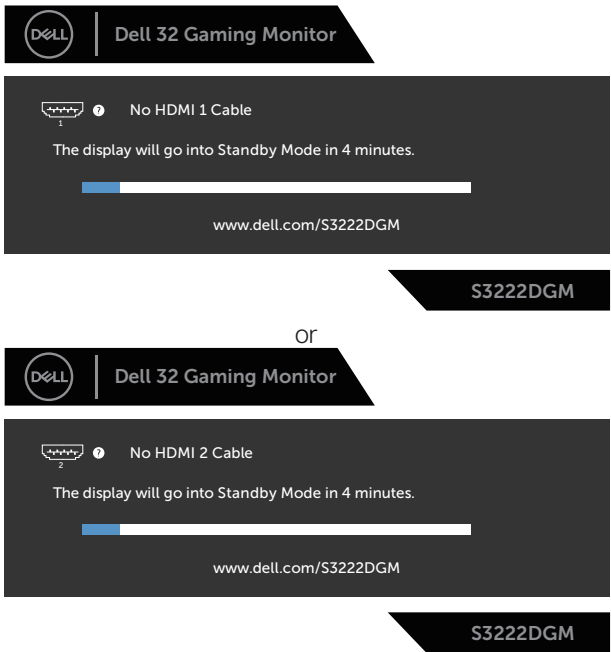 DELL Dell 32 Gaming Monitor
? No HDMI 1 Cable
1
The display will go into Standby Mode in 4 minutes.
www.dell.com/S3222DGM
S3222DGM
or
DELL Dell 32 Gaming Monitor
? No HDMI 2 Cable
2
The display will go into Standby Mode in 4 minutes.
www.dell.com/S3222DGM
S3222DGM